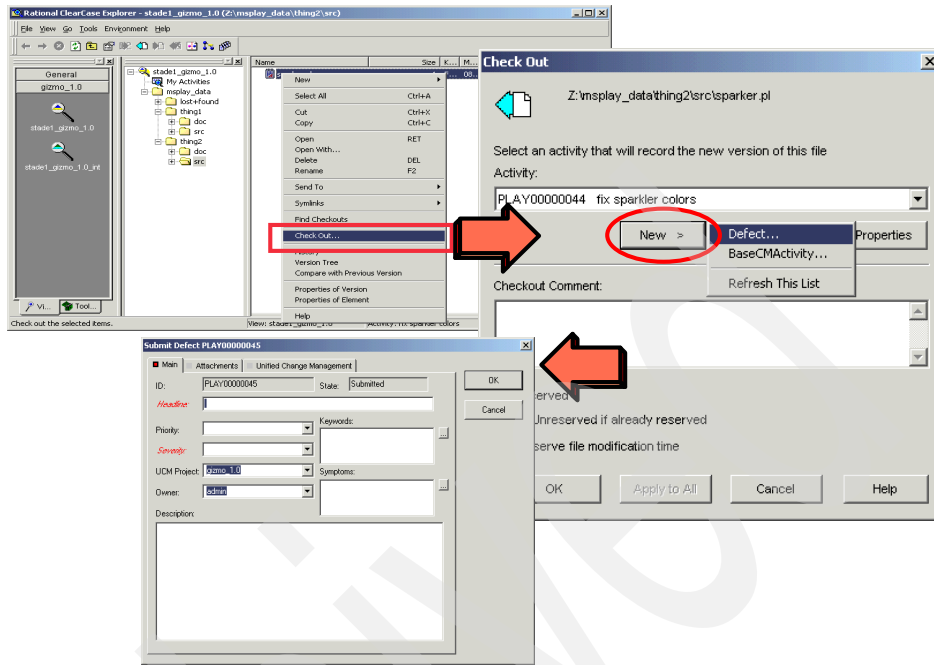 Rational ClearCase Explorer - stade1_gizmo_1.0 (Z:\msplay_data\thing2\src)
File View Go Tools Environment Help
General
gizmo_1.0
stade1_gizmo_1.0
stade1_gizmo_1.0_int
Vi... Tool...
stade1_gizmo_1.0
My Activities
msplay_data
lost+found
thing1
doc
src
thing2
doc
src
Name Size K... M...
08...
New
Select All Ctrl+A
Cut Ctrl+X
Copy Ctrl+C
Open RET
Open With...
Delete DEL
Rename F2
Send To
Symlinks
Find Checkouts
Check Out...
History
Version Tree
Compare with Previous Version
Properties of Version
Properties of Element
Help
Check out the selected items. View: stade1_gizmo_1.0 Activity: fix sparkler colors
Check Out
Z:\msplay_data\thing2\src\sparker.pl
Select an activity that will record the new version of this file
Activity:
PLAY00000044 fix sparkler colors
New > Properties
Defect...
BaseCMActivity...
Refresh This List
Checkout Comment:
erved
Unreserved if already reserved
serve file modification time
OK Apply to All Cancel Help
Submit Defect PLAY00000045
Main Attachments Unified Change Management
ID: PLAY00000045 State: Submitted
Headline:
Priority: Keywords:
Severity:
UCM Project: gizmo_1.0 Symptoms:
Owner: admin
Description:
OK
Cancel